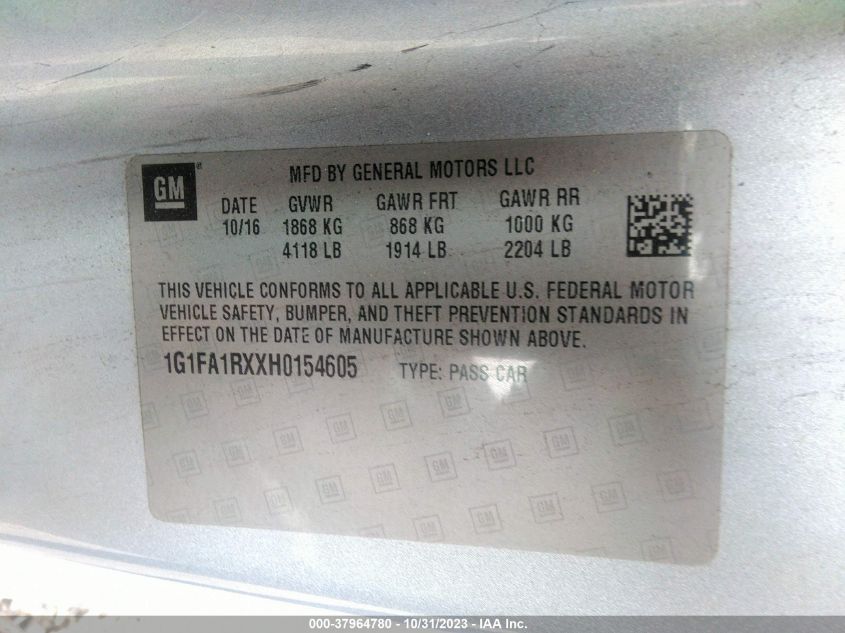 GM®
MFD BY GENERAL MOTORS LLC
DATE GVWR GAWR FRT GAWR RR
10/16 1868 KG 868 KG 1000 KG
4118 LB 1914 LB 2204 LB
THIS VEHICLE CONFORMS TO ALL APPLICABLE U.S. FEDERAL MOTOR
VEHICLE SAFETY, BUMPER, AND THEFT PREVENTION STANDARDS IN
EFFECT ON THE DATE OF MANUFACTURE SHOWN ABOVE.
1G1FA1RXXH0154605 TYPE: PASS CAR
000-37964780 - 10/31/2023 - IAA Inc.